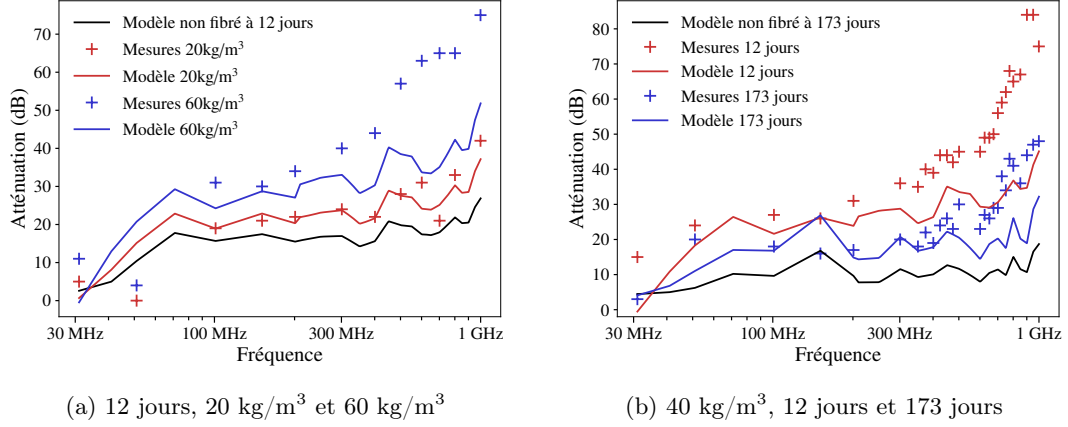 Modèle non fibré à 12 jours
Mesures 20kg/m³
Modèle 20kg/m³
Mesures 60kg/m³
Modèle 60kg/m³
Atténuation (dB)
70
60
50
40
30
20
10
0
30 MHz
100 MHz
300 MHz
1 GHz
Fréquence
(a) 12 jours, 20 kg/m³ et 60 kg/m³
Modèle non fibré à 173 jours
Mesures 12 jours
Modèle 12 jours
Mesures 173 jours
Modèle 173 jours
Atténuation (dB)
80
70
60
50
40
30
20
10
0
30 MHz
100 MHz
300 MHz
1 GHz
Fréquence
(b) 40 kg/m³, 12 jours et 173 jours